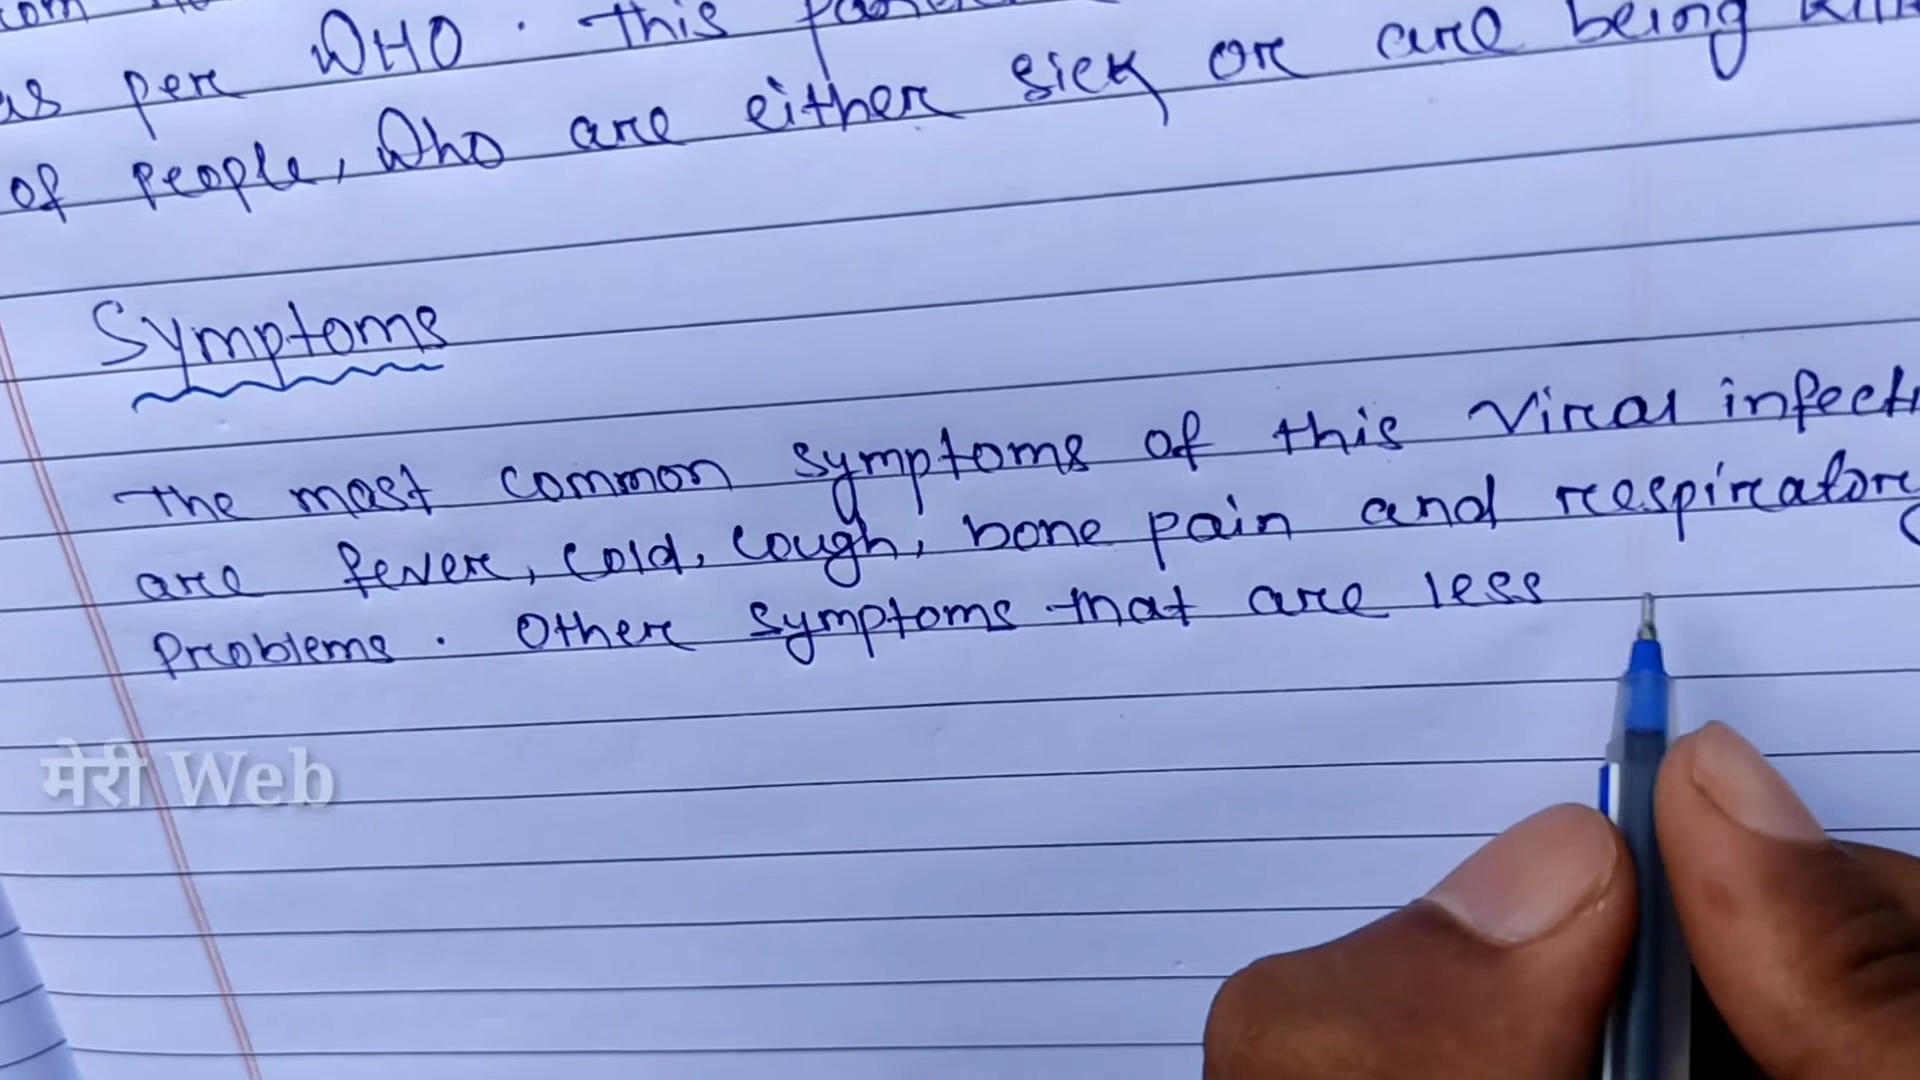 as per WHO. This
of people, Who are either sick or are being
Symptoms
The most common symptoms of this Viral
are fever, cold, cough, bone pain and respiratory
Problems. Other symptoms that are less
मेरी Web